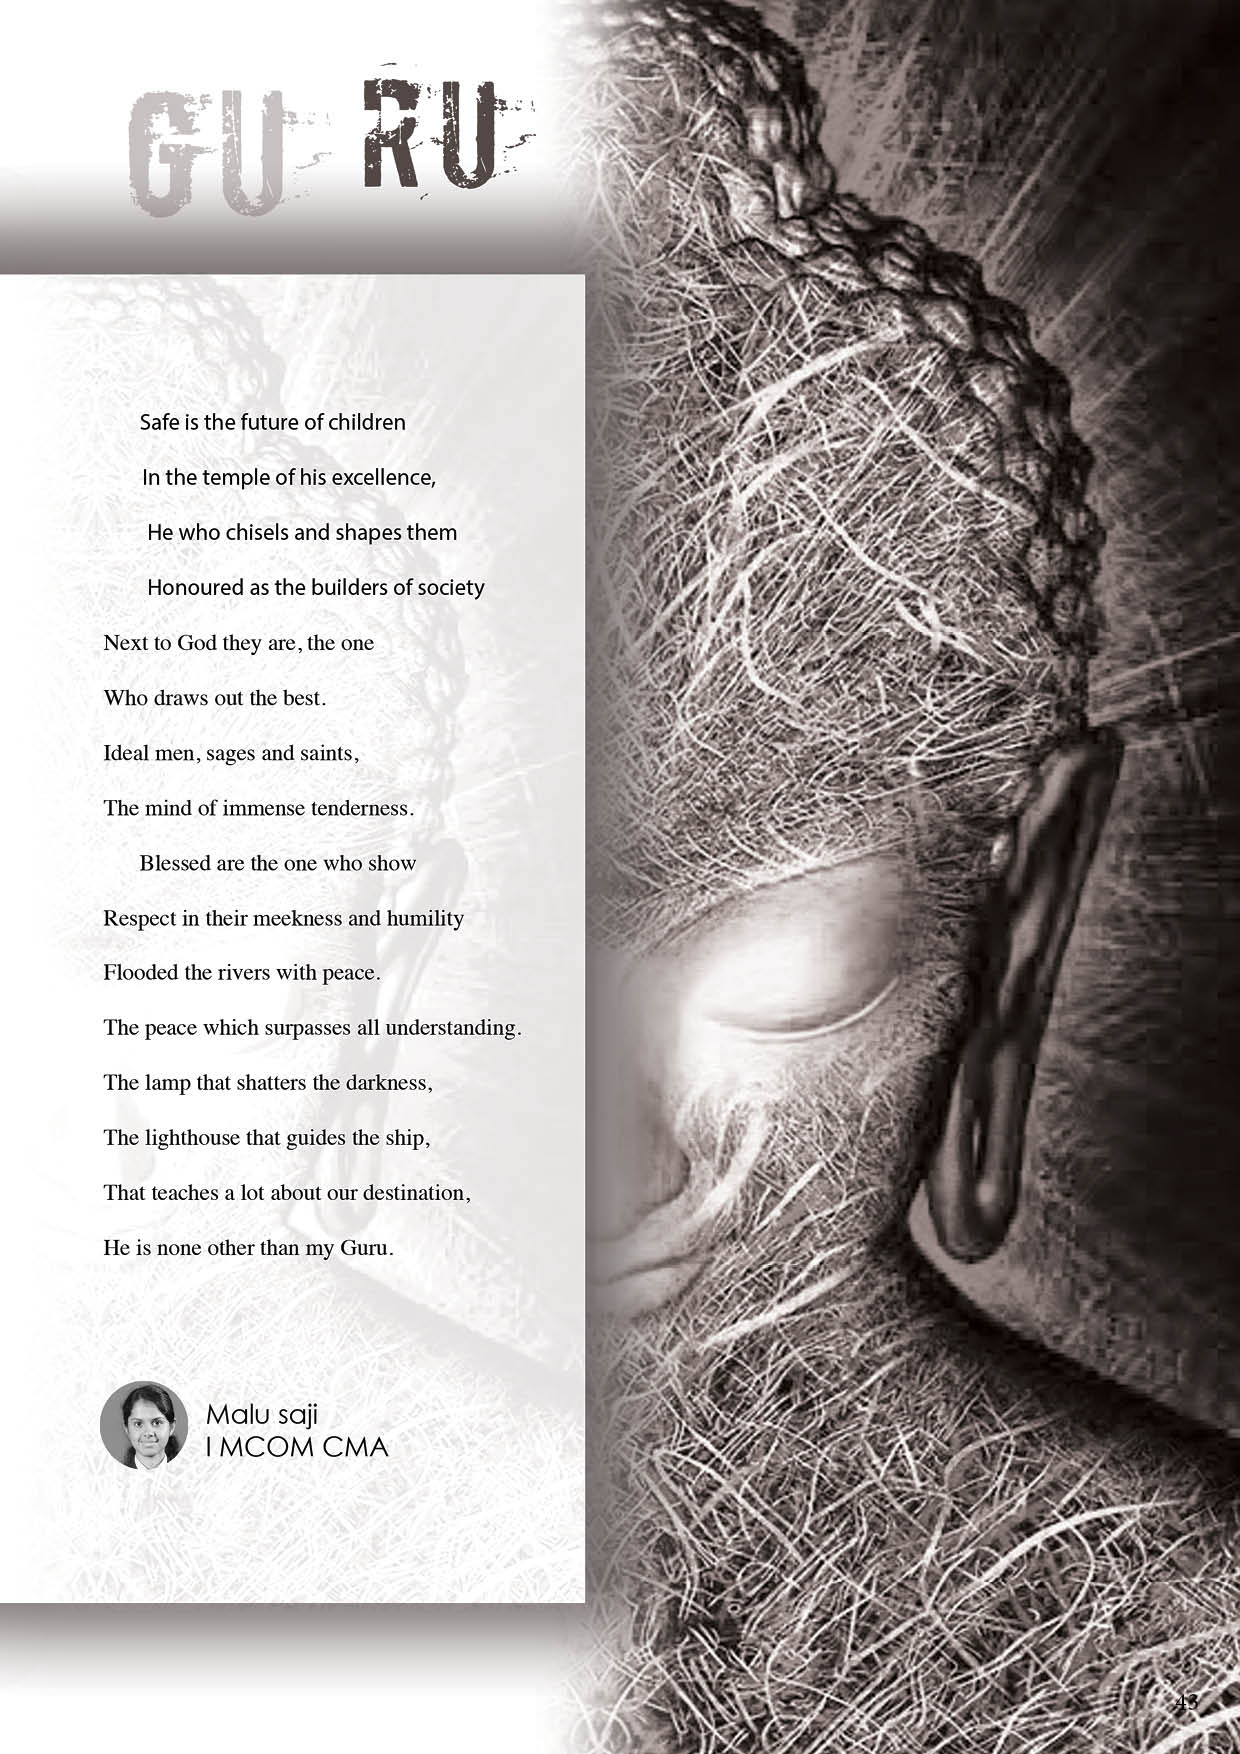 GU RU
Safe is the future of children
In the temple of his excellence,
He who chisels and shapes them
Honoured as the builders of society
Next to God they are, the one
Who draws out the best.
Ideal men, sages and saints,
The mind of immense tenderness.
Blessed are the one who show
Respect in their meekness and humility
Flooded the rivers with peace.
The peace which surpasses all understanding.
The lamp that shatters the darkness,
The lighthouse that guides the ship,
That teaches a lot about our destination,
He is none other than my Guru.
Malu saji
I MCOM CMA
43